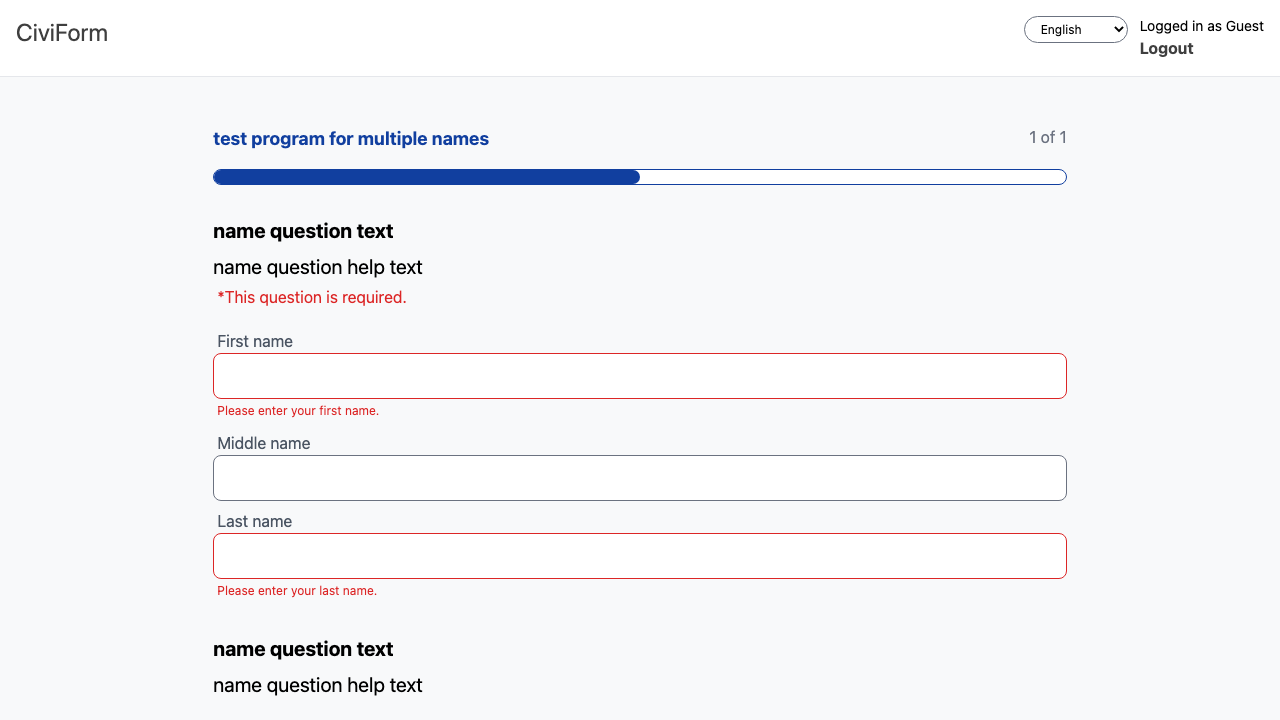 CiviForm
English
Logged in as Guest
Logout
test program for multiple names
1 of 1
name question text
name question help text
*This question is required.
First name
Please enter your first name.
Middle name
Last name
Please enter your last name.
name question text
name question help text